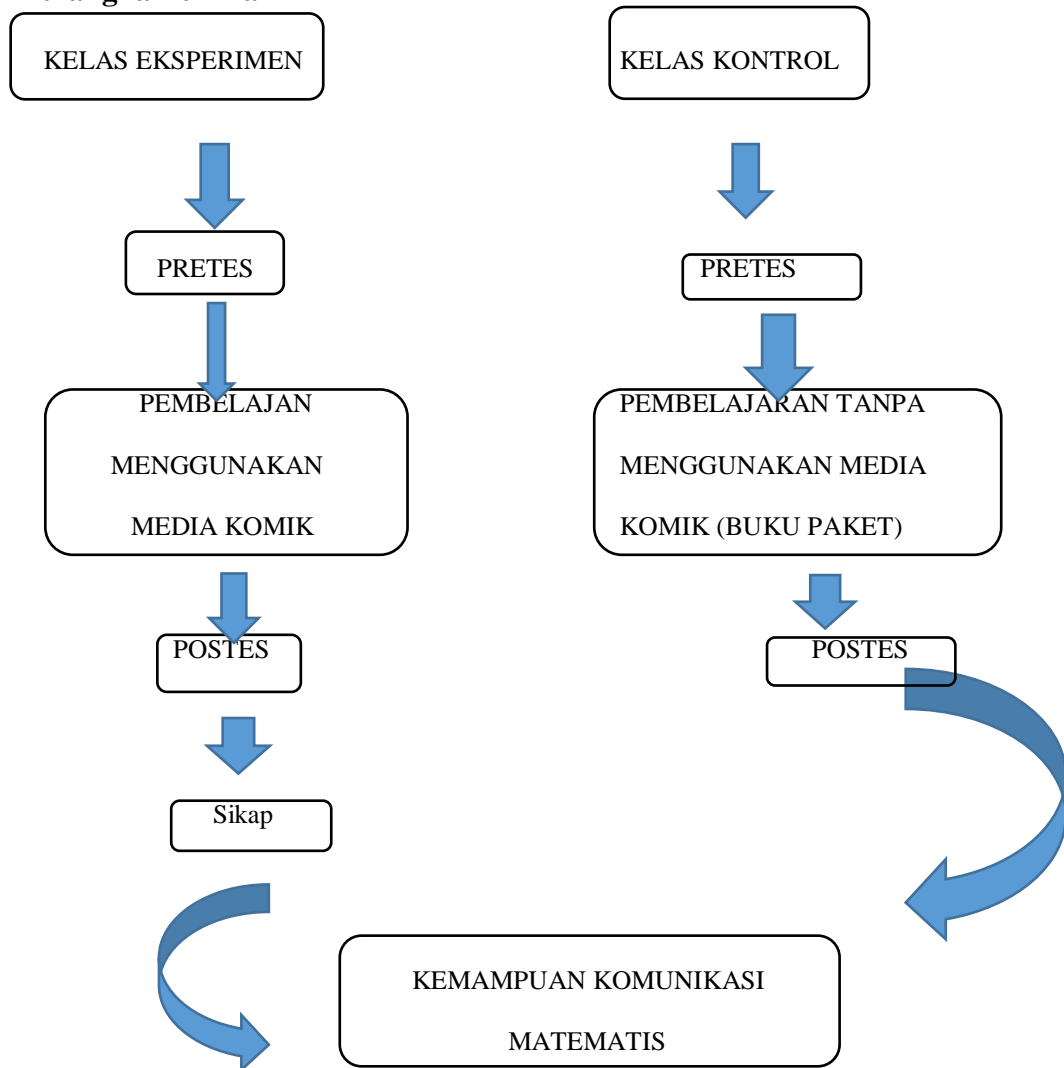 KELAS EKSPERIMEN
KELAS KONTROL
PRETES
PRETES
PEMBELAJAN
MENGGUNAKAN
MEDIA KOMIK
PEMBELAJARAN TANPA
MENGGUNAKAN MEDIA
KOMIK (BUKU PAKET)
POSTES
POSTES
Sikap
KEMAMPUAN KOMUNIKASI
MATEMATIS